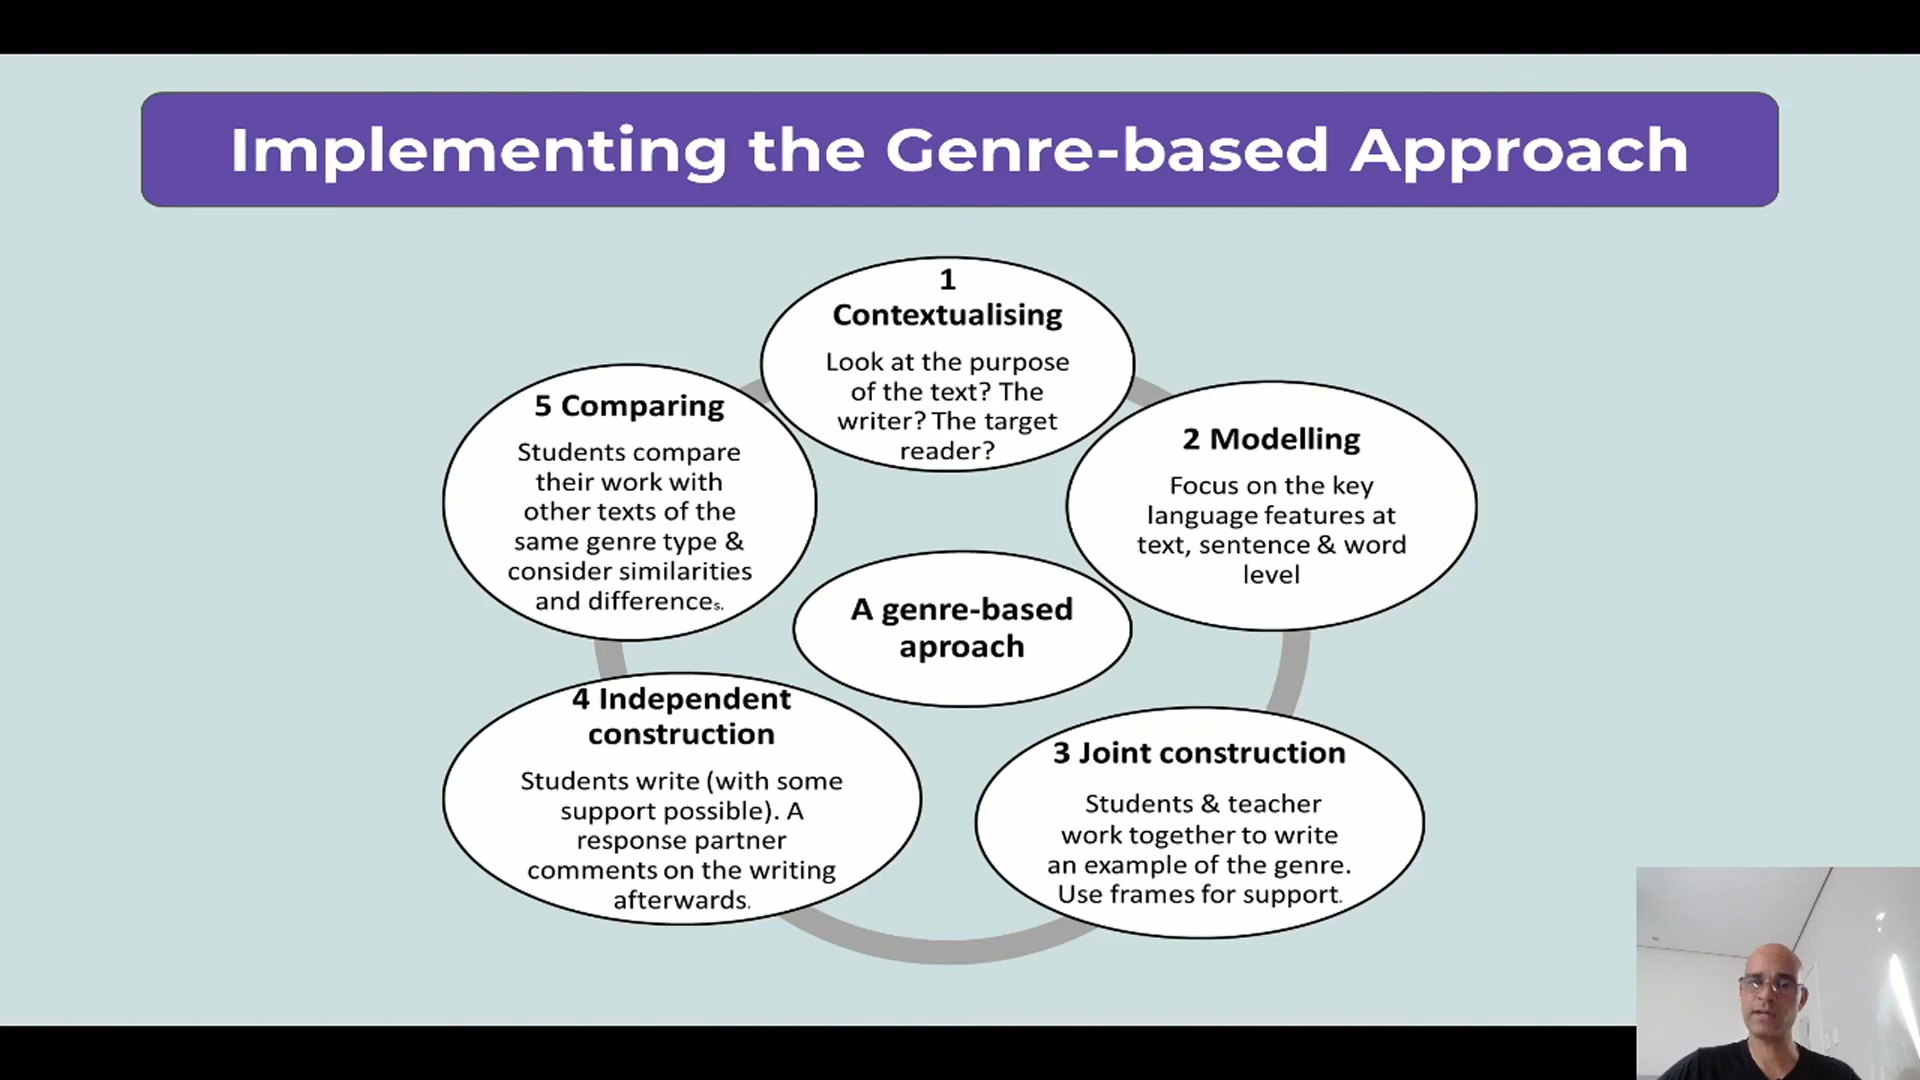 Implementing the Genre-based Approach
1
Contextualising
Look at the purpose
of the text? The
writer? The target
reader?
2 Modelling
Focus on the key
language features at
text, sentence & word
level
3 Joint construction
Students & teacher
work together to write
an example of the genre.
Use frames for support.
4 Independent
construction
Students write (with some
support possible). A
response partner
comments on the writing
afterwards.
5 Comparing
Students compare
their work with
other texts of the
same genre type &
consider similarities
and differences.
A genre-based
aproach